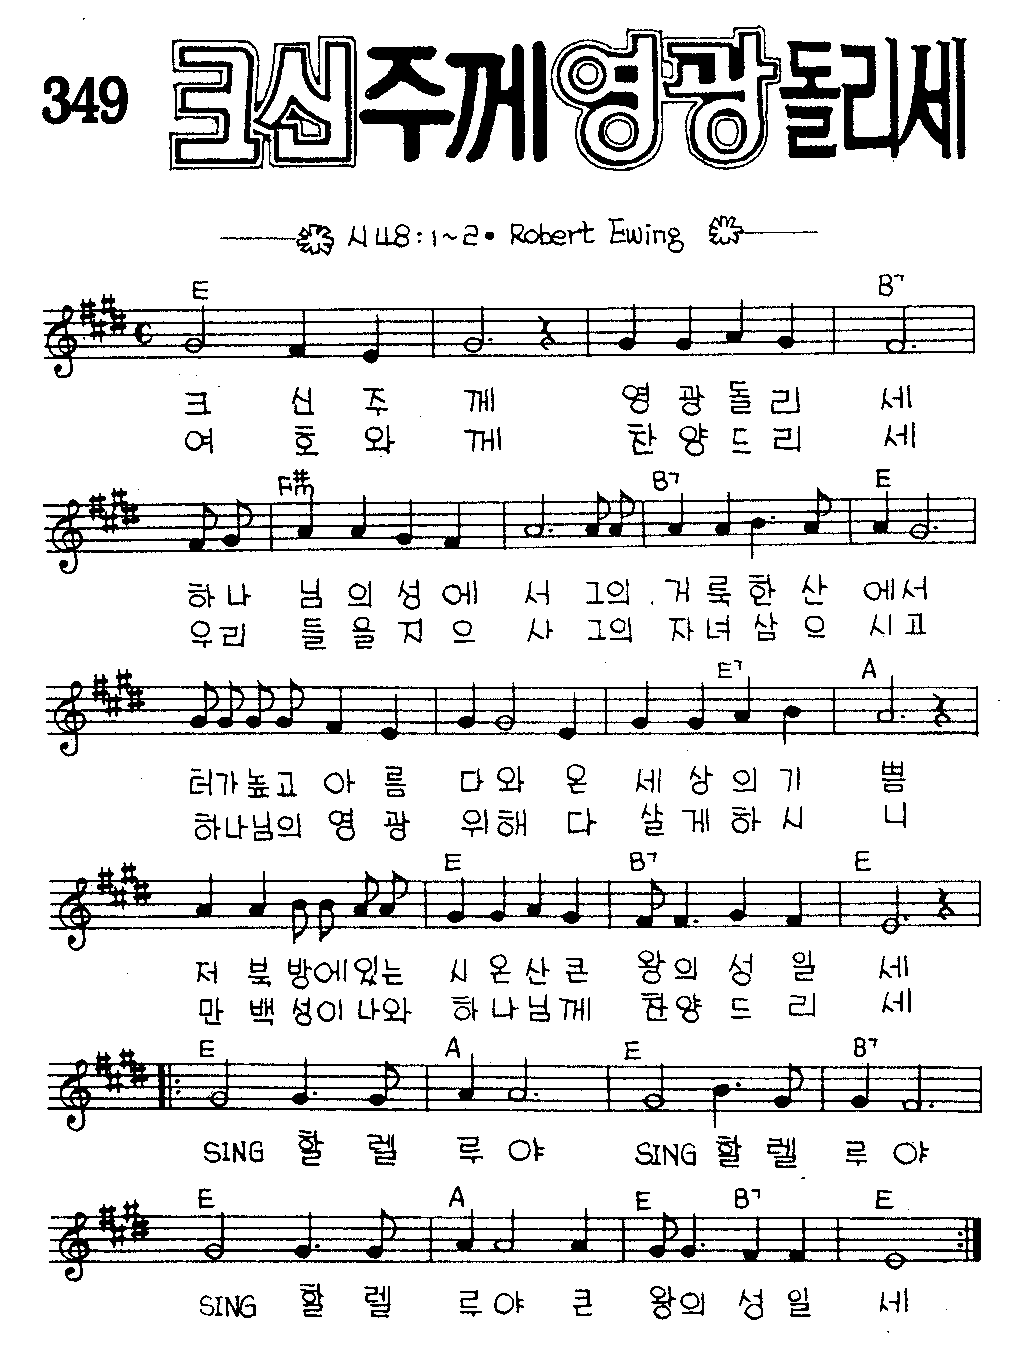 349 크신주께영광돌리세
시48:1~2• Robert Ewing
E B7
크 신 주 께 영 광 돌 리 세
여 호 와 께 찬 양 드 리 세
F#m B7 E
하 나 님 의 성 에 서 그의 거 룩 한 산 에서
우리 들 을 지 으 사 그의 자 녀 삼 으 시고
E7 A
터가높고 아 름 다와 온 세 상 의 기 쁨
하나님의 영 광 위해 다 살 게 하 시 니
E B7 E
저 북 방에있는 시 온 산 큰 왕의 성 일 세
만 백 성이 나와 하 나 님 께 찬양 드 리 세
E A E B7
SING 할 렐 루 야 SING 할 렐 루 야
E A E B7 E
SING 할 렐 루 야 큰 왕의 성 일 세